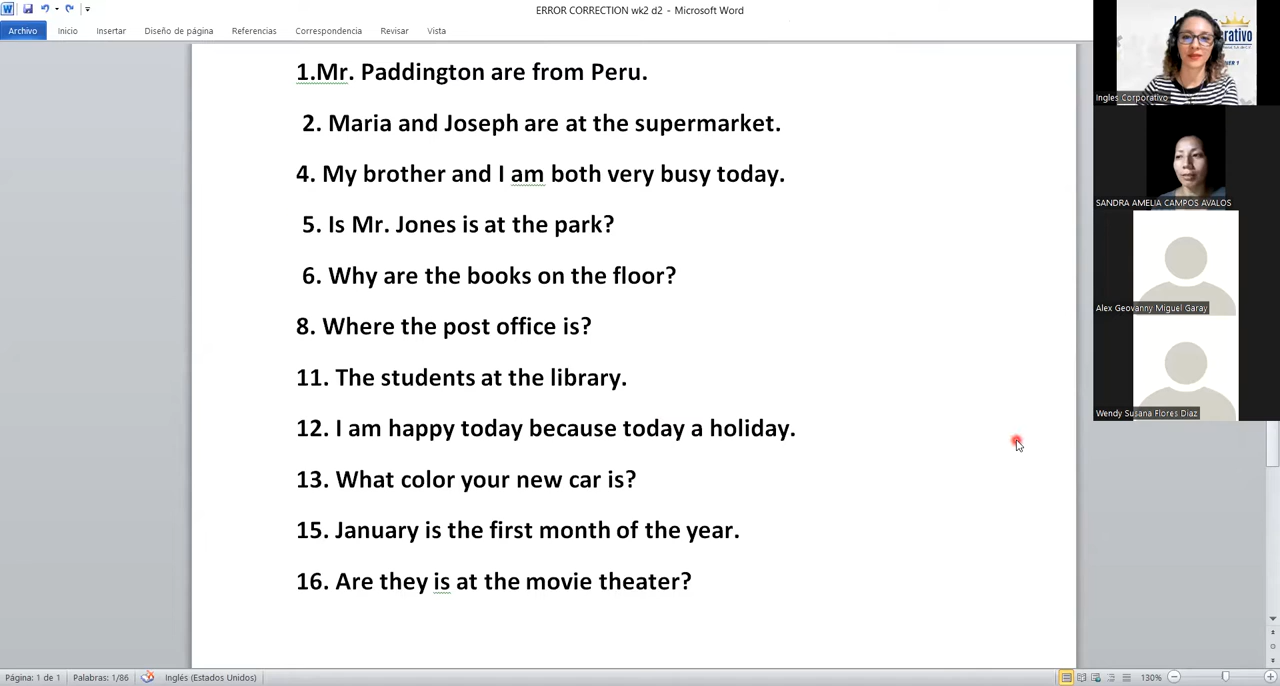 ERROR CORRECTION wk2 d2 - Microsoft Word
Archivo Inicio Insertar Diseño de página Referencias Correspondencia Revisar Vista
1.Mr. Paddington are from Peru.
2. Maria and Joseph are at the supermarket.
4. My brother and I am both very busy today.
5. Is Mr. Jones is at the park?
6. Why are the books on the floor?
8. Where the post office is?
11. The students at the library.
12. I am happy today because today a holiday.
13. What color your new car is?
15. January is the first month of the year.
16. Are they is at the movie theater?
Ingles Corporativo
SANDRA AMELIA CAMPOS AVALOS
Alex Geovanny Miguel Garay
Wendy Susana Flores Diaz
Página: 1 de 1 Palabras: 1/86 Inglés (Estados Unidos) 130%